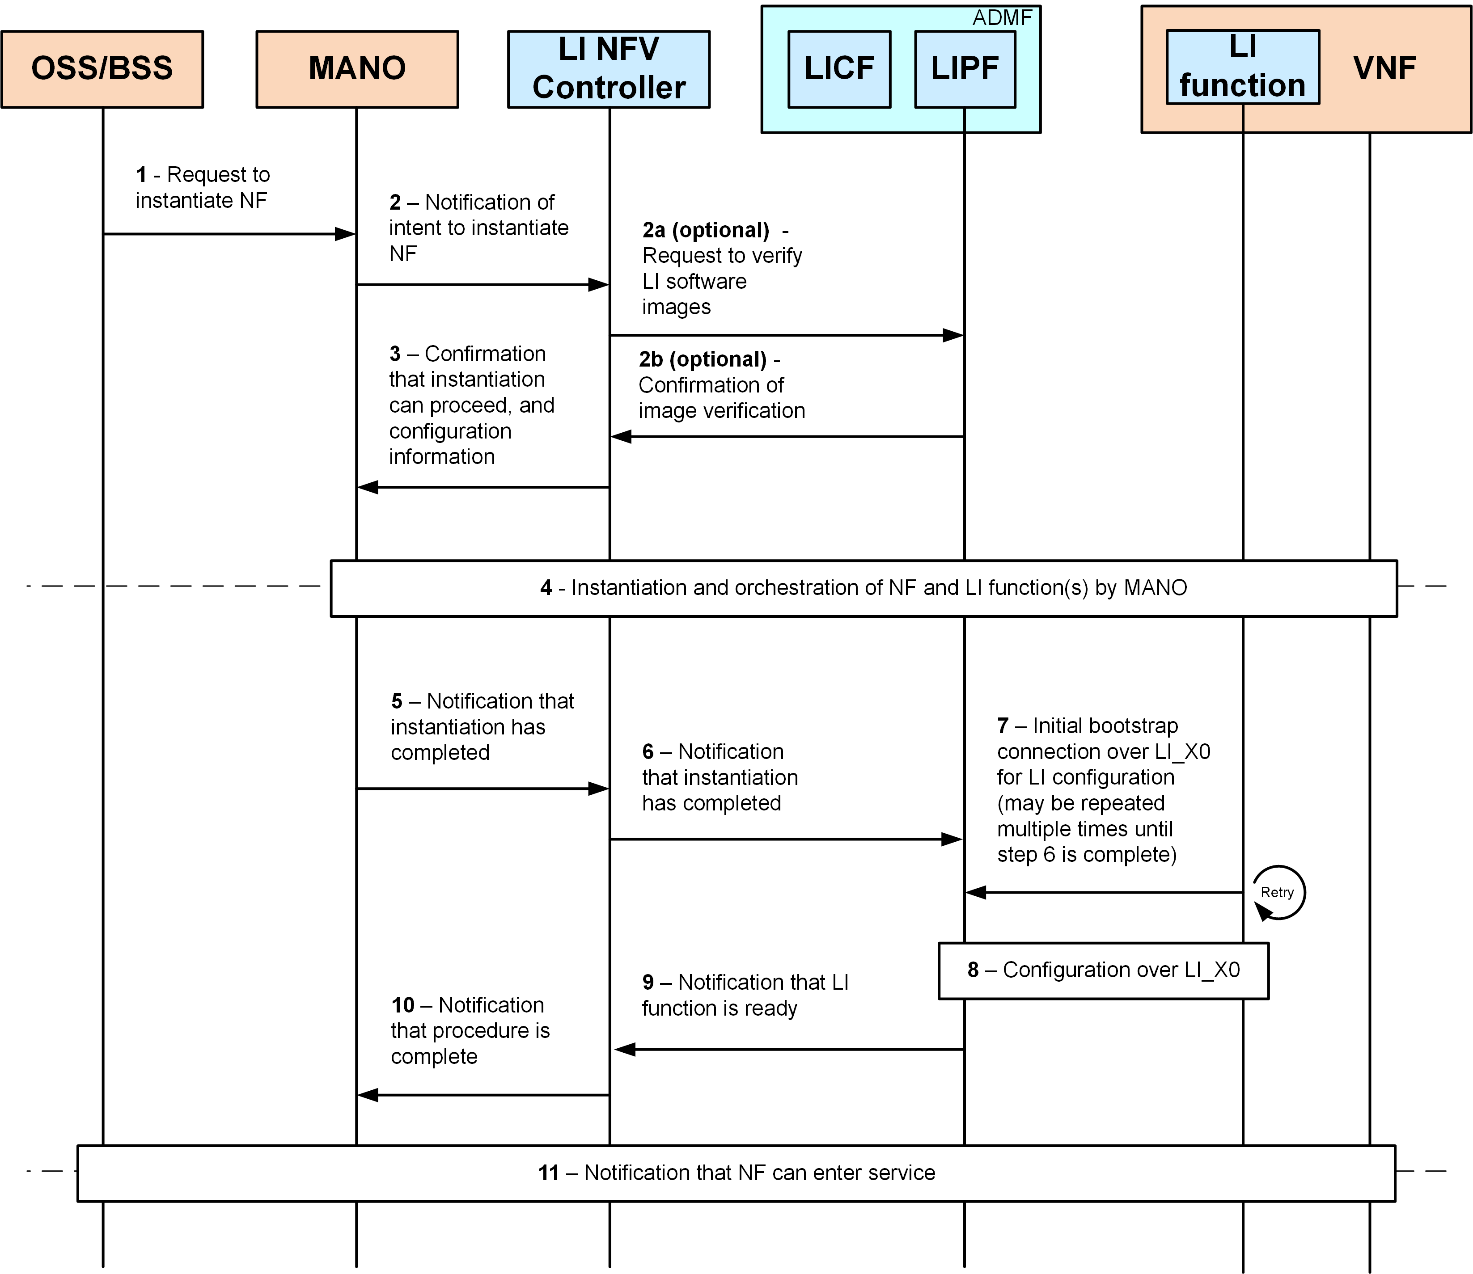 ADMF
OSS/BSS
MANO
LI NFV
Controller
LICF
LIPF
LI
function
VNF
1 - Request to
instantiate NF
2 – Notification of
intent to instantiate
NF
2a (optional) -
Request to verify
LI software
images
3 – Confirmation
that instantiation
can proceed, and
configuration
information
2b (optional) -
Confirmation of
image verification
4 - Instantiation and orchestration of NF and LI function(s) by MANO
5 – Notification that
instantiation has
completed
6 – Notification
that instantiation
has completed
7 – Initial bootstrap
connection over LI_X0
for LI configuration
(may be repeated
multiple times until
step 6 is complete)
Retry
8 – Configuration over LI_X0
9 – Notification that LI
function is ready
10 – Notification
that procedure is
complete
11 – Notification that NF can enter service